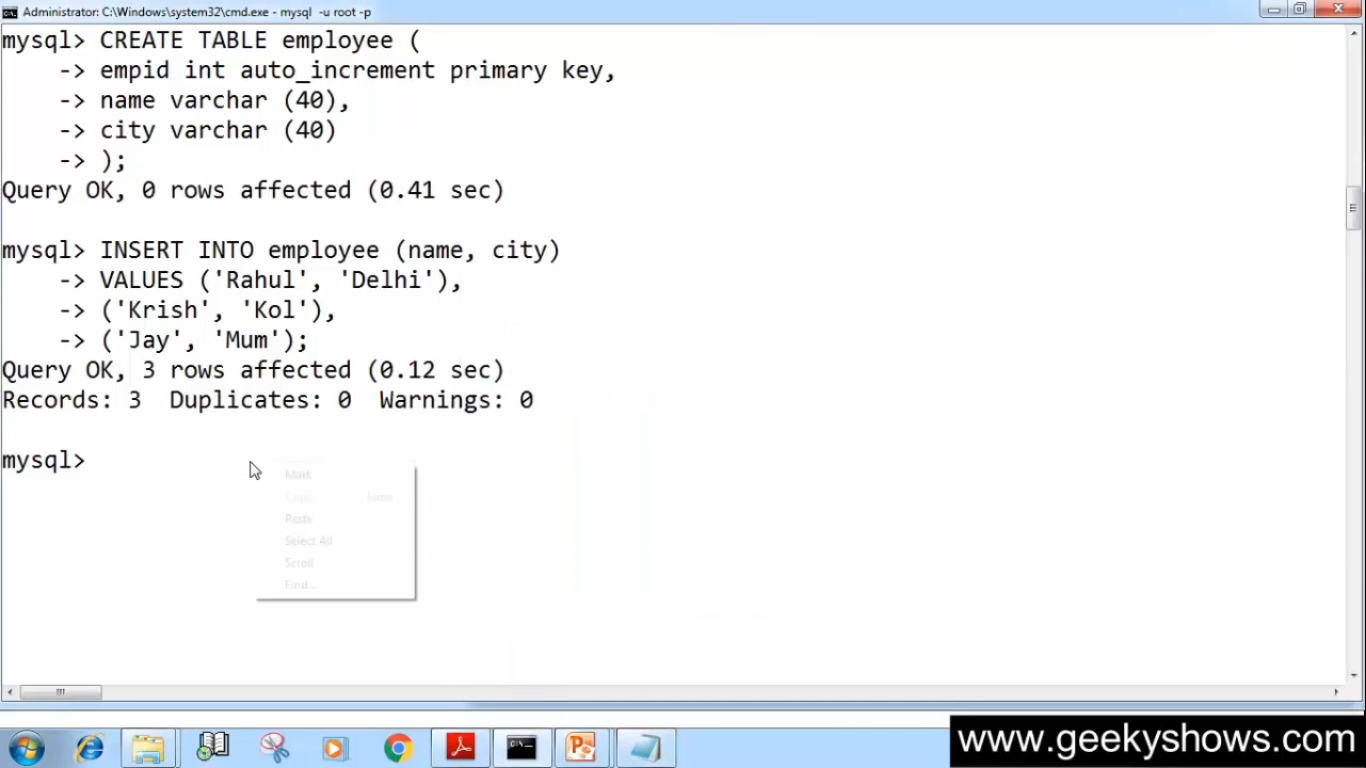 Administrator: C:\Windows\system32\cmd.exe - mysql -u root -p
mysql> CREATE TABLE employee (
-> empid int auto_increment primary key,
-> name varchar (40),
-> city varchar (40)
-> );
Query OK, 0 rows affected (0.41 sec)
mysql> INSERT INTO employee (name, city)
-> VALUES ('Rahul', 'Delhi'),
-> ('Krish', 'Kol'),
-> ('Jay', 'Mum');
Query OK, 3 rows affected (0.12 sec)
Records: 3 Duplicates: 0 Warnings: 0
mysql>
Mark
Paste
Select All
Scroll
Find...
www.geekyshows.com